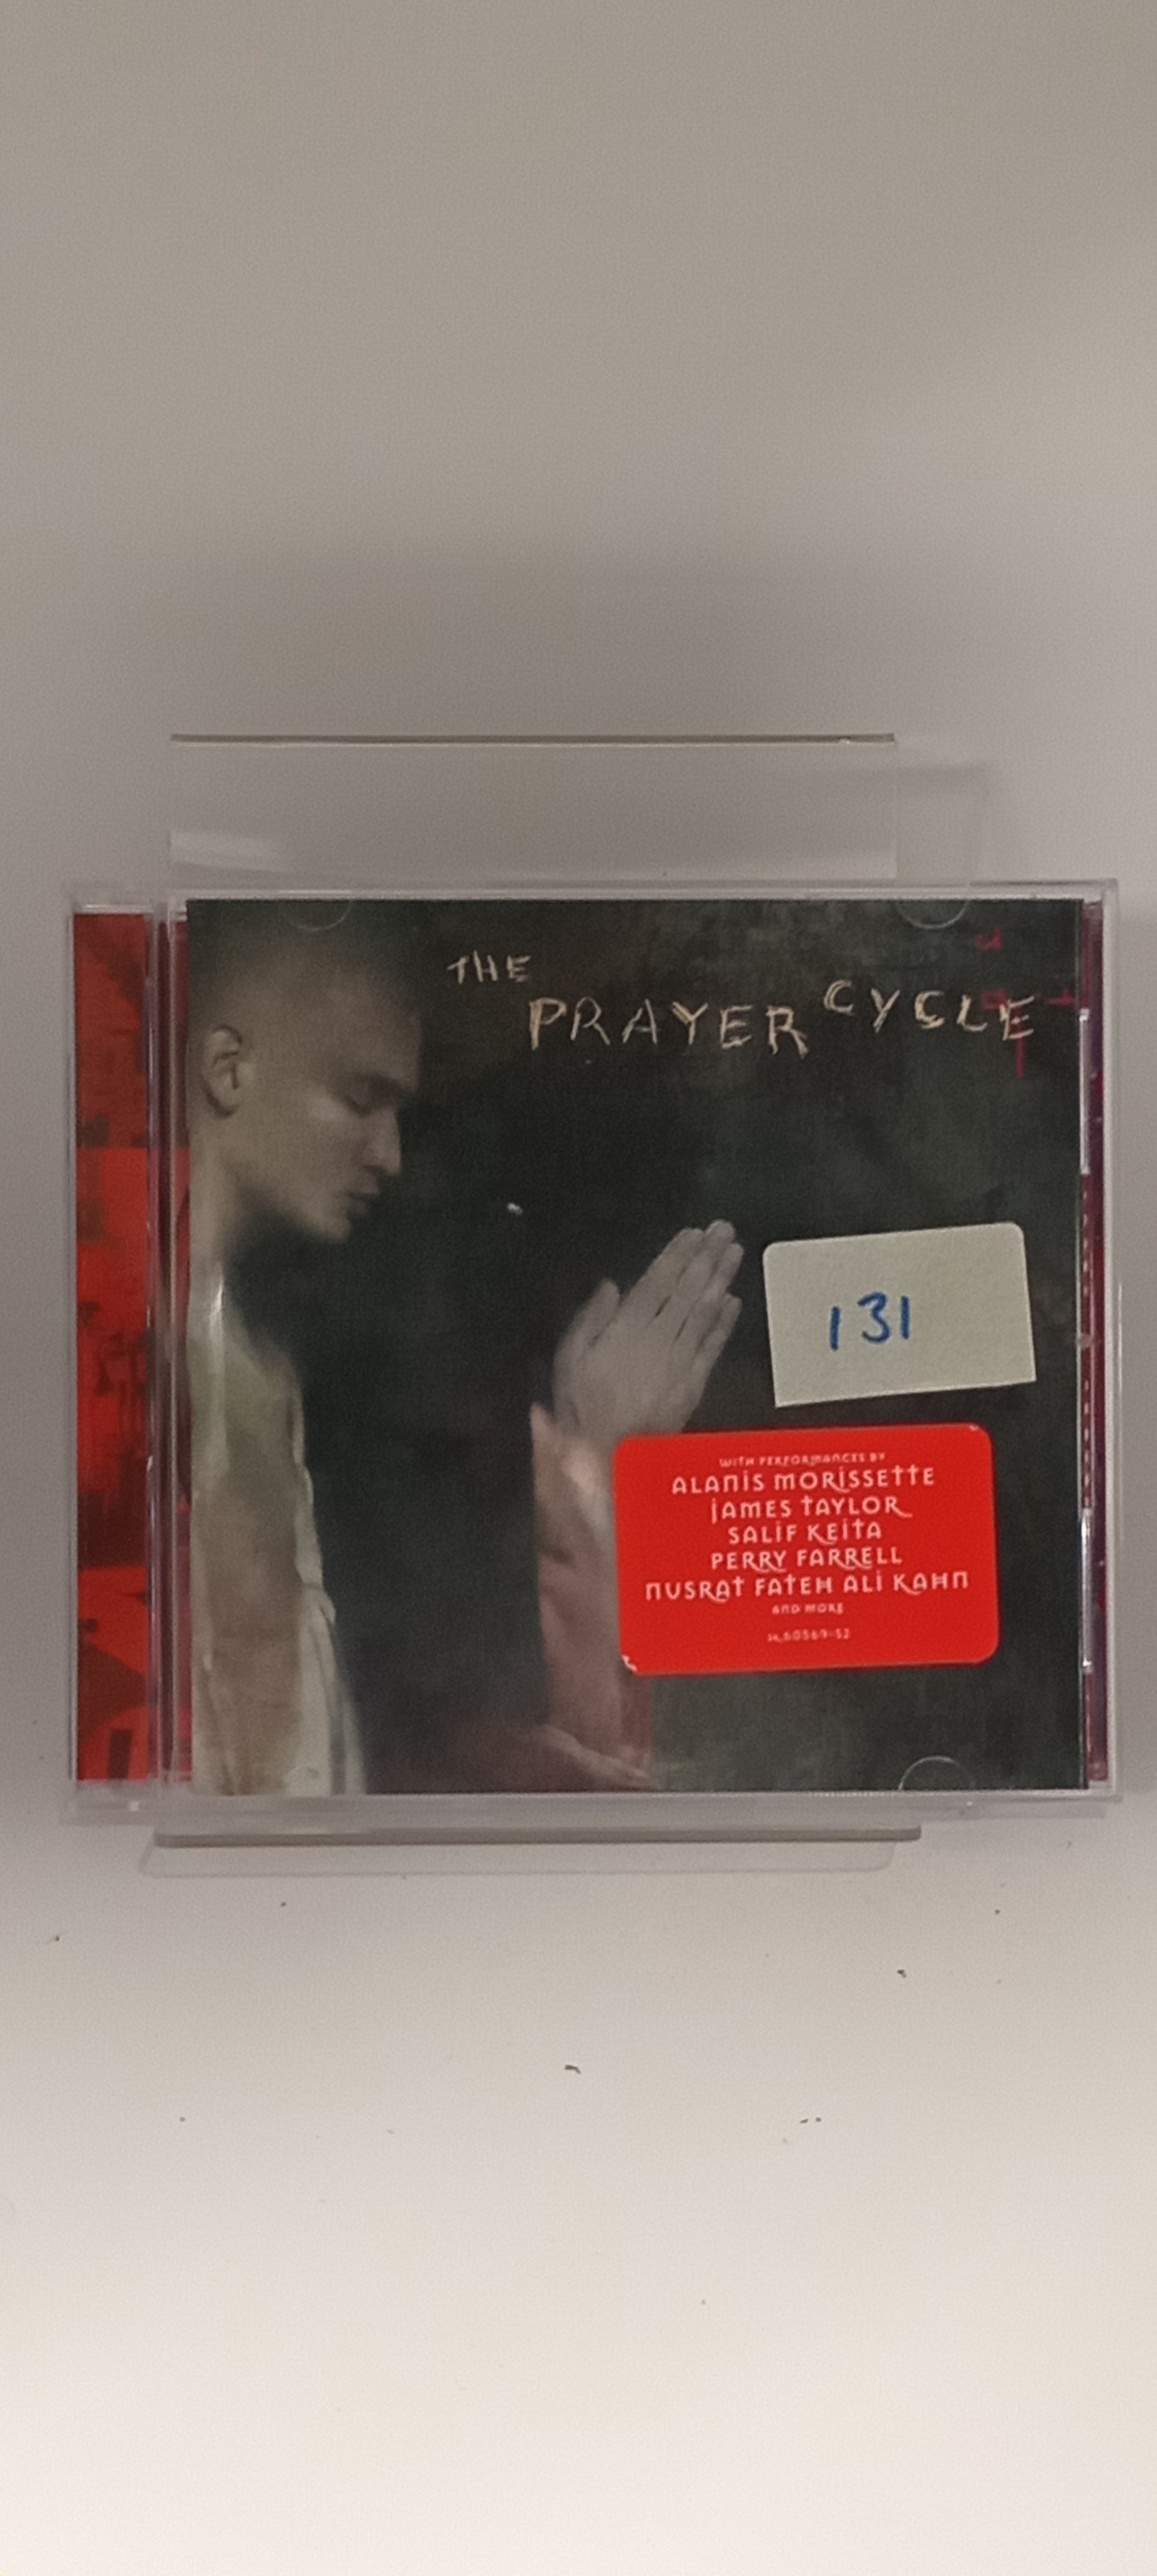 THE
PRAYER CYCLE
131
WITH PERFORMANCES BY
ALANIS MORISSETTE
JAMES TAYLOR
SALIF KEITA
PERRY FARRELL
NUSRAT FATEH ALI KAHN
AND MORE